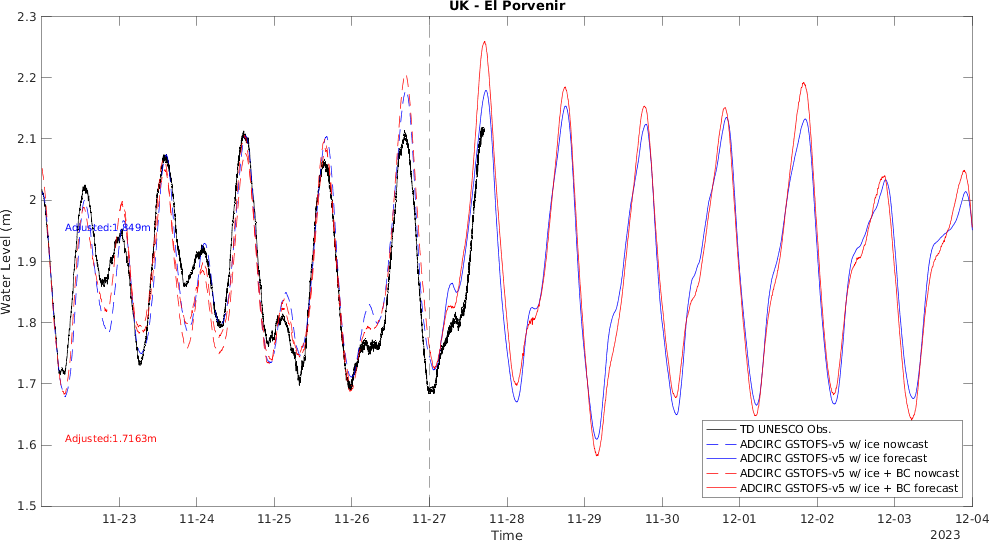 UK - El Porvenir
2.3
2.2
2.1
2
1.9
1.8
1.7
1.6
1.5
Water Level (m)
Adjusted:1.849m
Adjusted:1.7163m
TD UNESCO Obs.
ADCIRC GSTOFS-v5 w/ ice nowcast
ADCIRC GSTOFS-v5 w/ ice forecast
ADCIRC GSTOFS-v5 w/ ice + BC nowcast
ADCIRC GSTOFS-v5 w/ ice + BC forecast
11-23 11-24 11-25 11-26 11-27 11-28 11-29 11-30 12-01 12-02 12-03 12-04
Time
2023